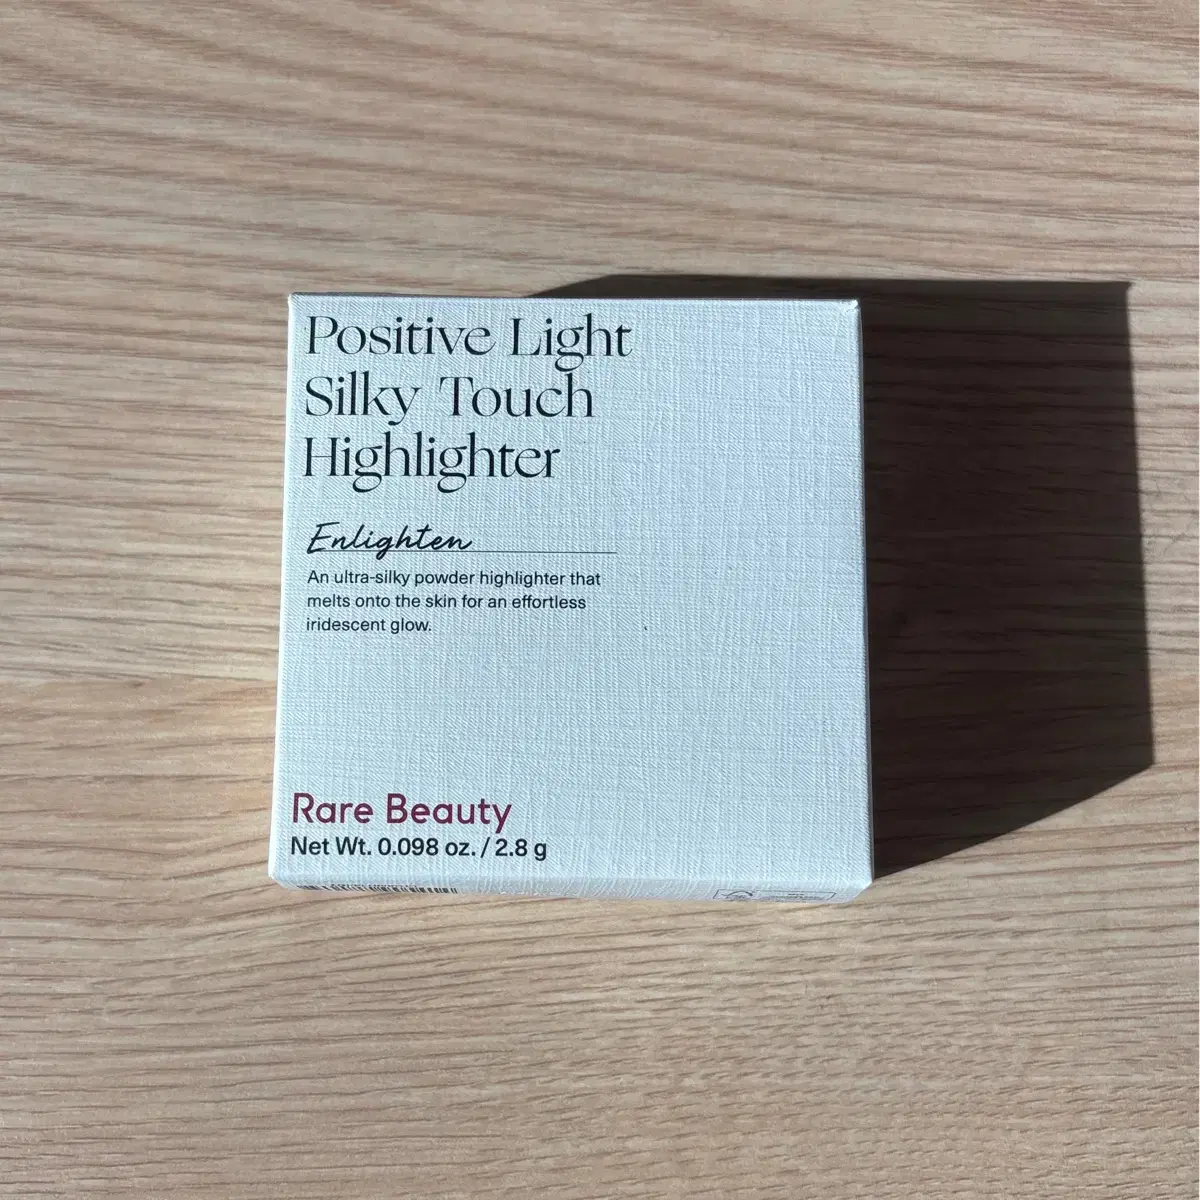 Positive Light
Silky Touch
Highlighter
Enlighten
An ultra-silky powder highlighter that
melts onto the skin for an effortless
iridescent glow.
Rare Beauty
Net Wt. 0.098 oz. / 2.8 g